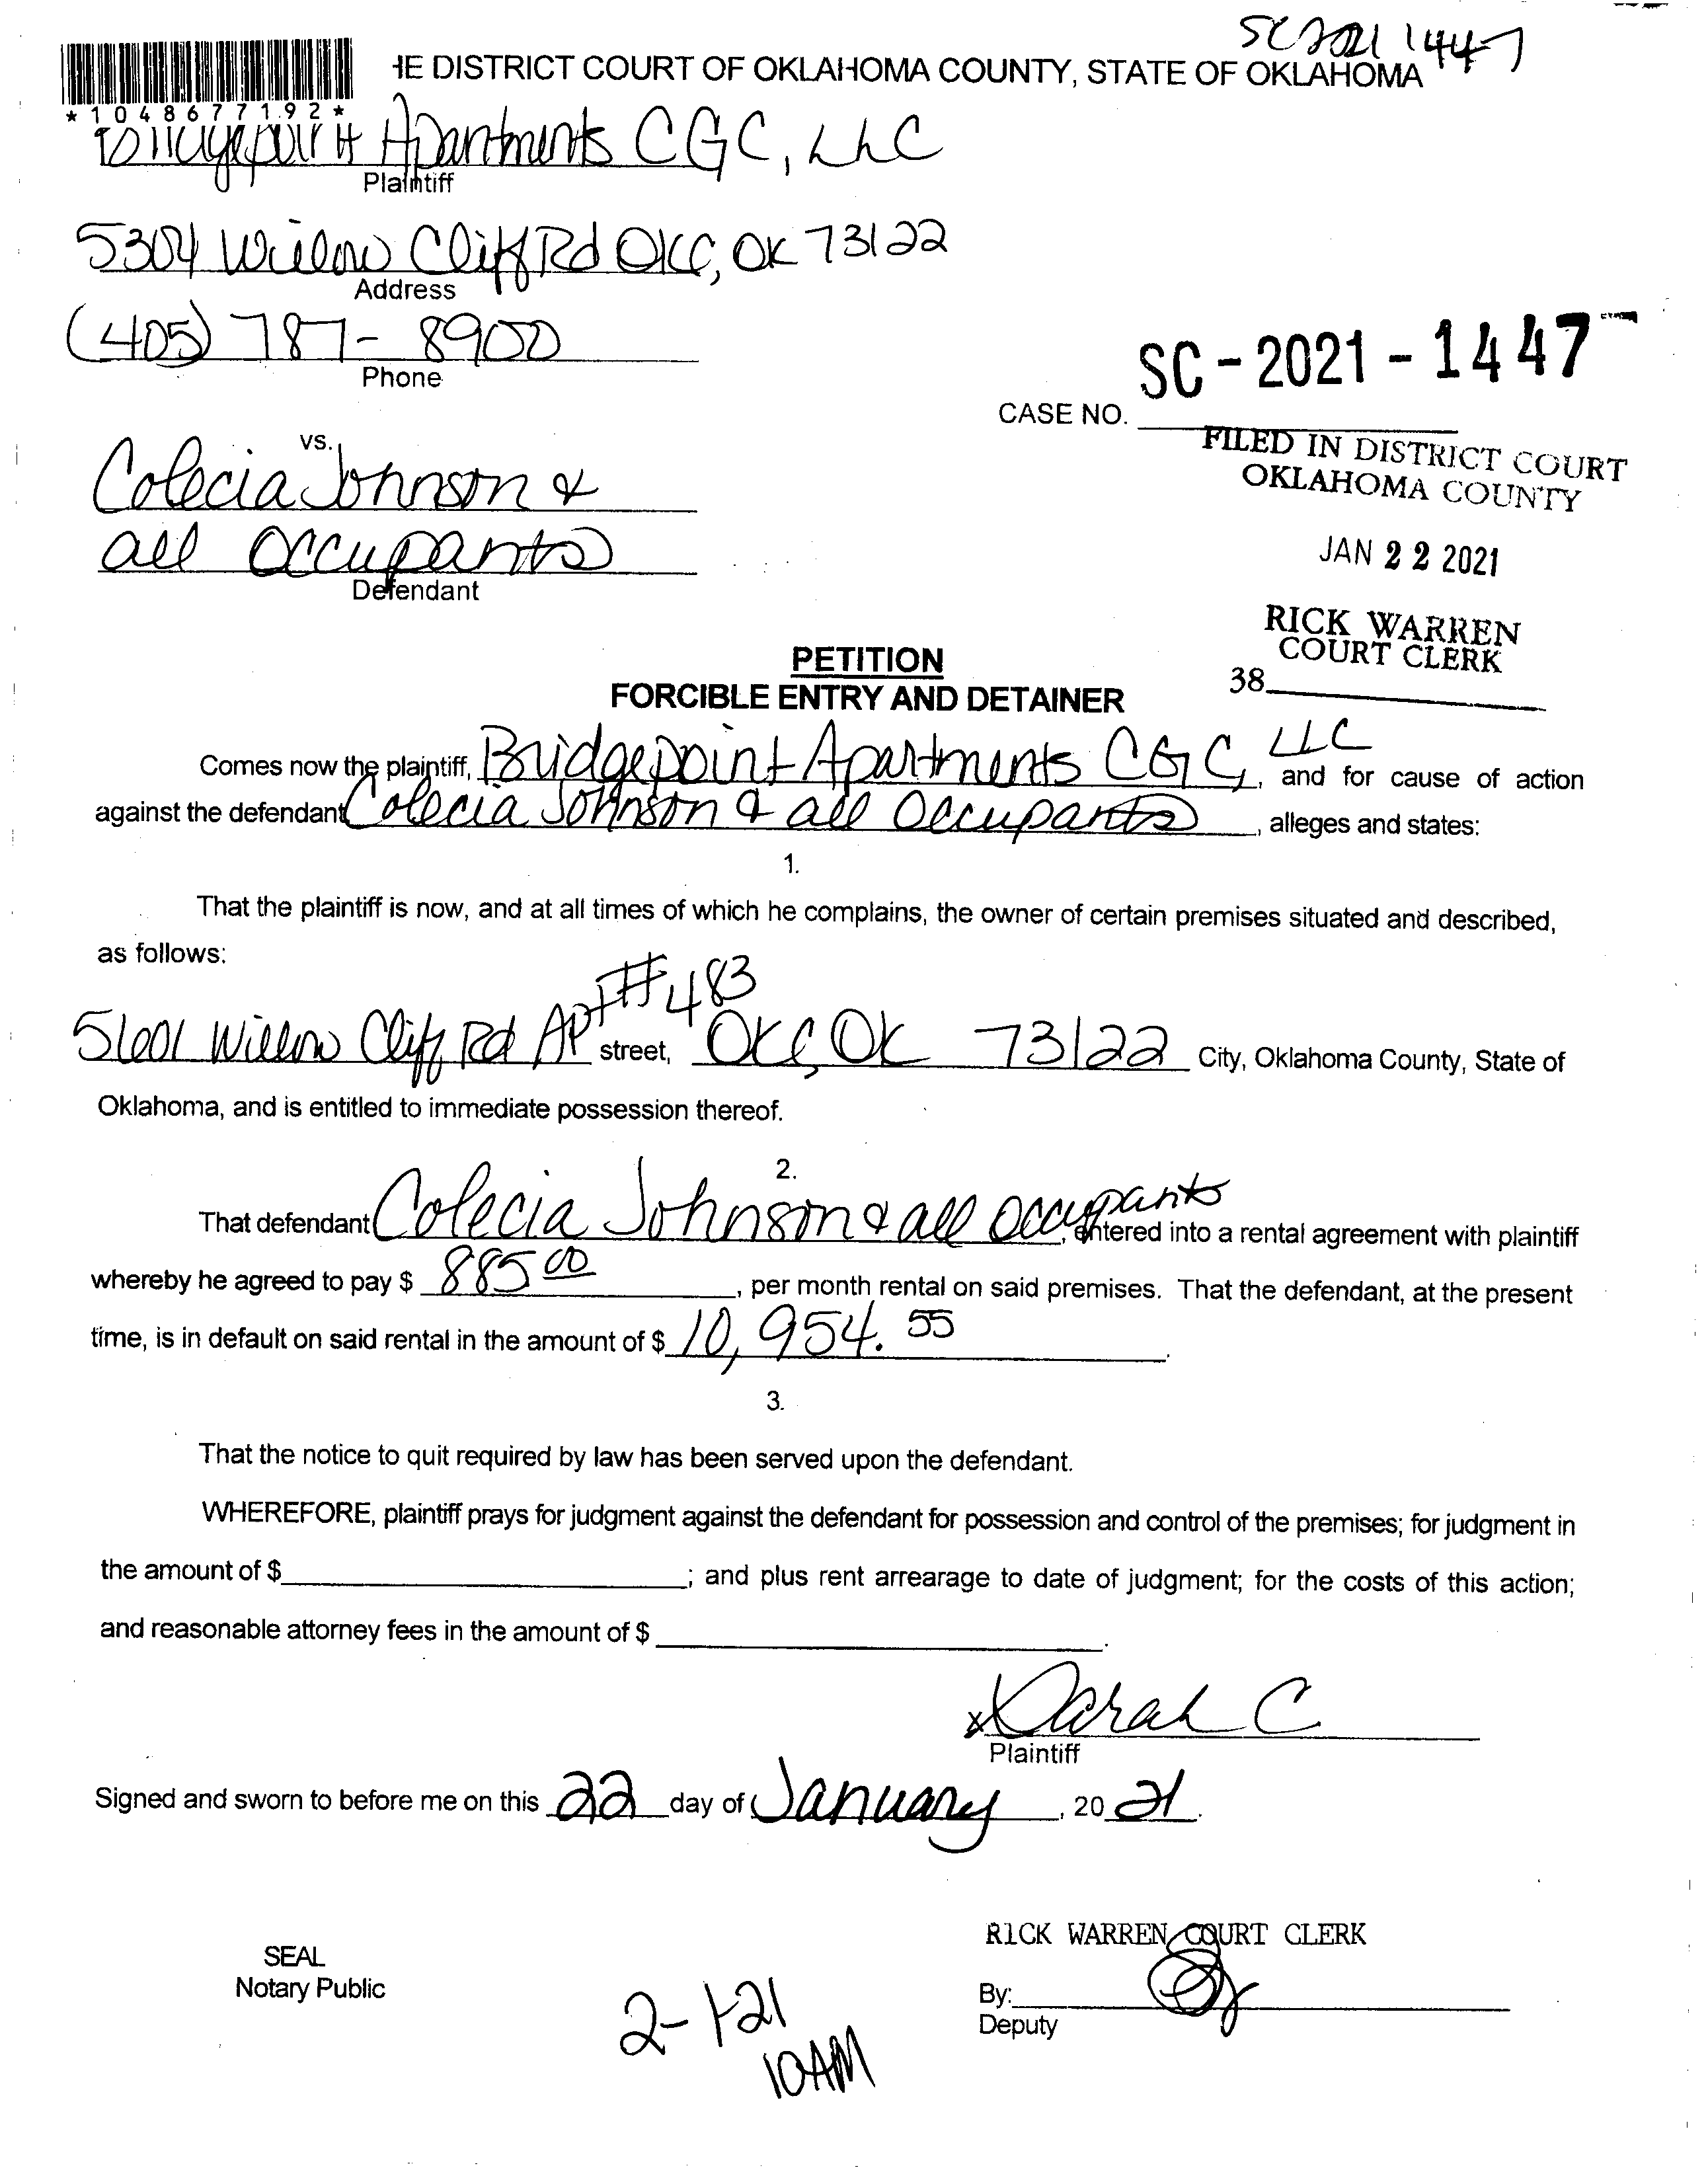 SC 2021 1447
HE DISTRICT COURT OF OKLAHOMA COUNTY, STATE OF OKLAHOMA
*1048677192*
Bridgepoint Apartments CGC, LLC
Plaintiff
5304 Willow Cliff Rd OKC, OK 73122
Address
(405) 787-8900
Phone
SC-2021-1447
CASE NO.
vs.
FILED IN DISTRICT COURT
OKLAHOMA COUNTY
Colecia Johnson &
all Occupants
Defendant
JAN 22 2021
RICK WARREN
COURT CLERK
38
PETITION
FORCIBLE ENTRY AND DETAINER
Comes now the plaintiff, Bridgepoint Apartments CGC, LLC, and for cause of action
against the defendant Colecia Johnson & all Occupants, alleges and states:
1.
That the plaintiff is now, and at all times of which he complains, the owner of certain premises situated and described,
as follows:
5601 Willow Cliff Rd Apt #483 street, OKC, OK 73122 City, Oklahoma County, State of
Oklahoma, and is entitled to immediate possession thereof.
2.
That defendant Colecia Johnson & all occupants, entered into a rental agreement with plaintiff
whereby he agreed to pay $ 885 00, per month rental on said premises. That the defendant, at the present
time, is in default on said rental in the amount of $ 10,954.55.
3.
That the notice to quit required by law has been served upon the defendant.
WHEREFORE, plaintiff prays for judgment against the defendant for possession and control of the premises; for judgment in
the amount of $; and plus rent arrearage to date of judgment; for the costs of this action;
and reasonable attorney fees in the amount of $.
x Sarah C.
Plaintiff
Signed and sworn to before me on this 22 day of January, 20 21.
RICK WARREN COURT CLERK
SEAL
Notary Public
By:
Deputy
2-1-21
10AM